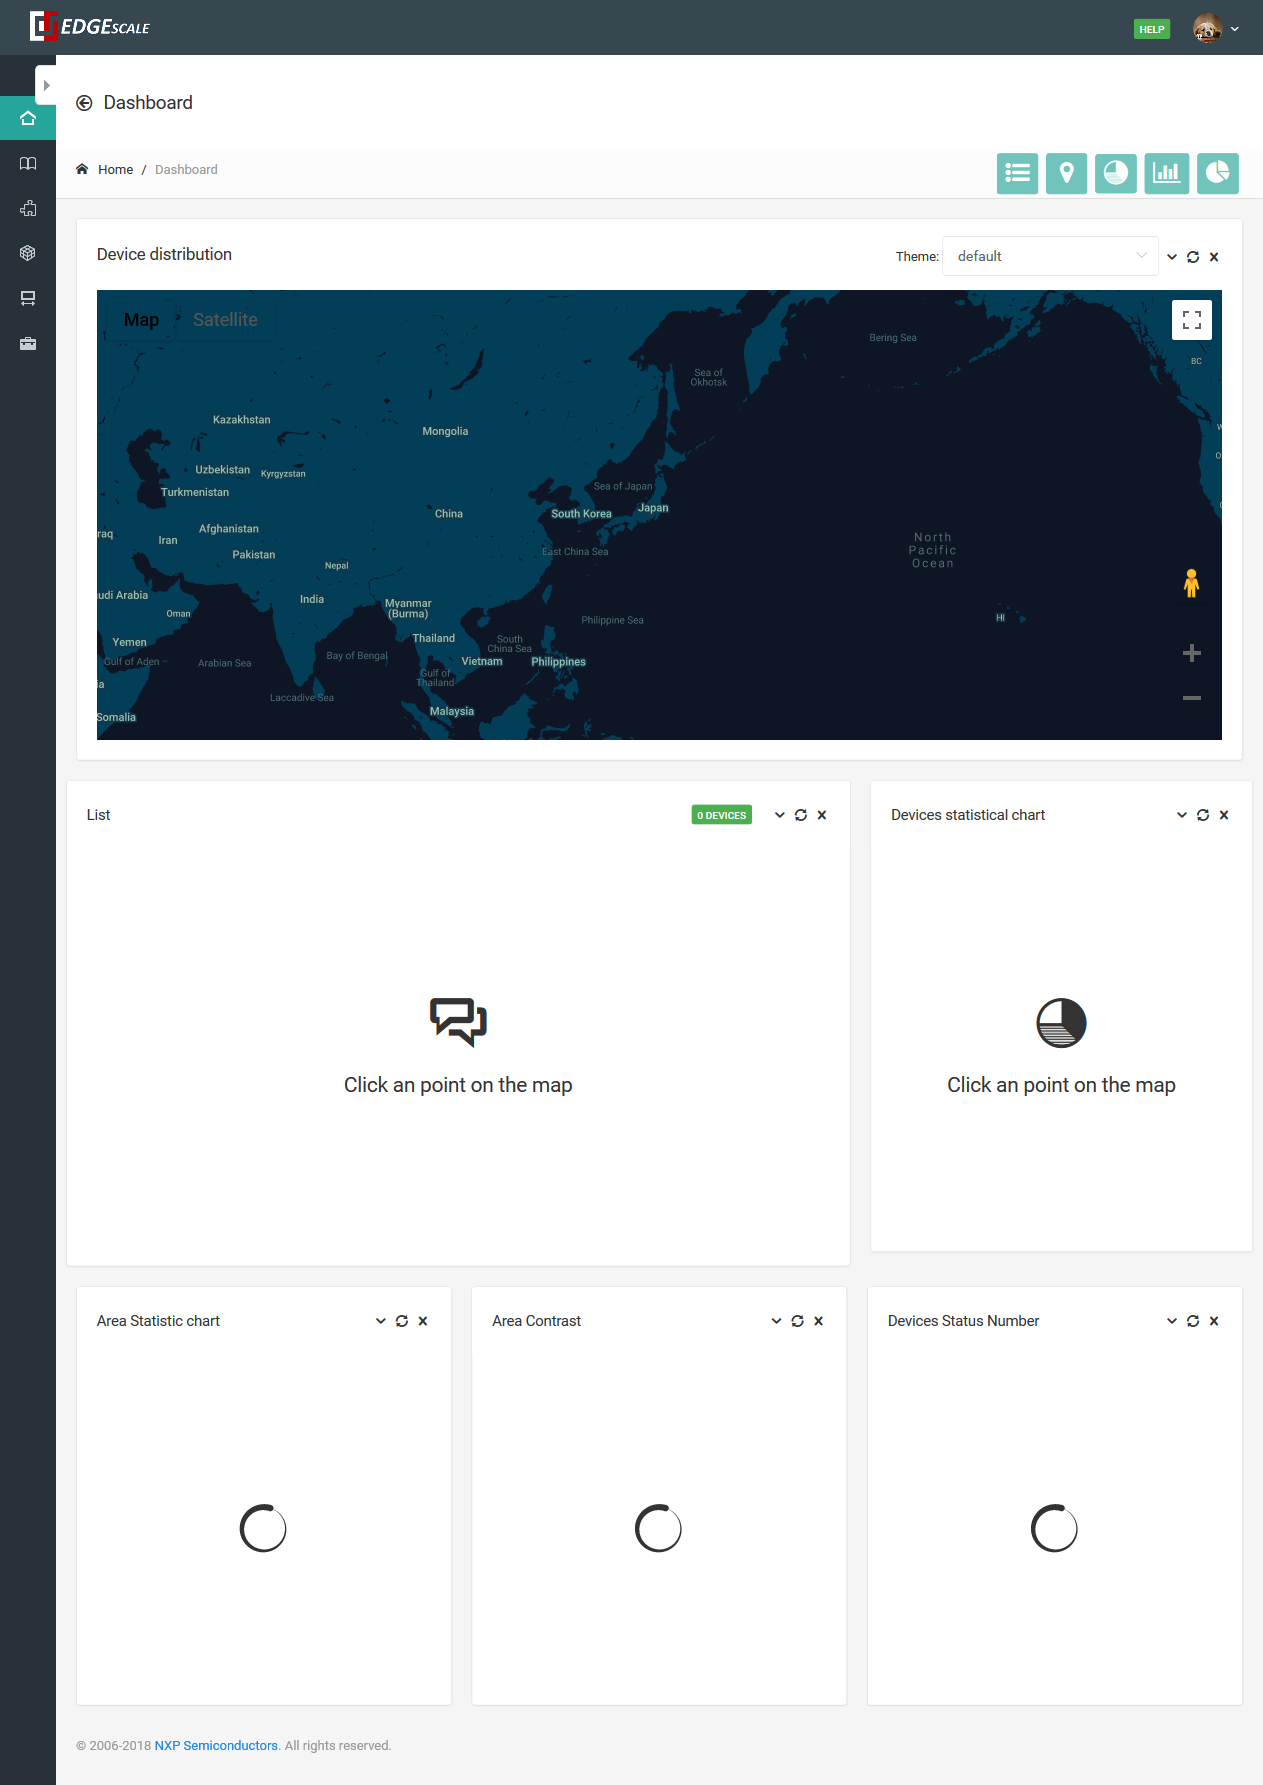 EDGESCALE
HELP
Dashboard
Home / Dashboard
Device distribution
Theme: default
Map Satellite
Bering Sea
Sea of
Okhotsk
BC
Kazakhstan
Mongolia
Uzbekistan
Kyrgyzstan
Turkmenistan
Sea of Japan
China
South Korea
Japan
Afghanistan
raq
Iran
North
Pacific
Ocean
Pakistan
East China Sea
Nepal
udi Arabia
India
Myanmar
(Burma)
Oman
HI
Philippine Sea
Yemen
Thailand
South
China Sea
Gulf of Aden
Arabian Sea
Bay of Bengal
Vietnam
Philippines
Gulf of
Thailand
ia
Laccadive Sea
Somalia
Malaysia
List
0 DEVICES
Devices statistical chart
Click an point on the map
Click an point on the map
Area Statistic chart
Area Contrast
Devices Status Number
© 2006-2018 NXP Semiconductors. All rights reserved.